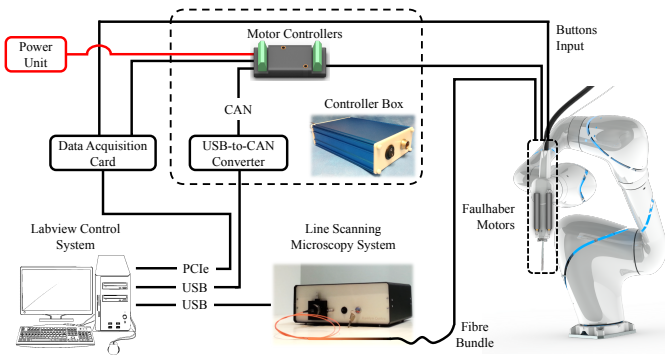 Motor Controllers
Buttons
Input
Power
Unit
CAN
Controller Box
Data Acquisition
Card
USB-to-CAN
Converter
Faulhaber
Motors
Labview Control
System
Line Scanning
Microscopy System
PCIe
USB
USB
Fibre
Bundle